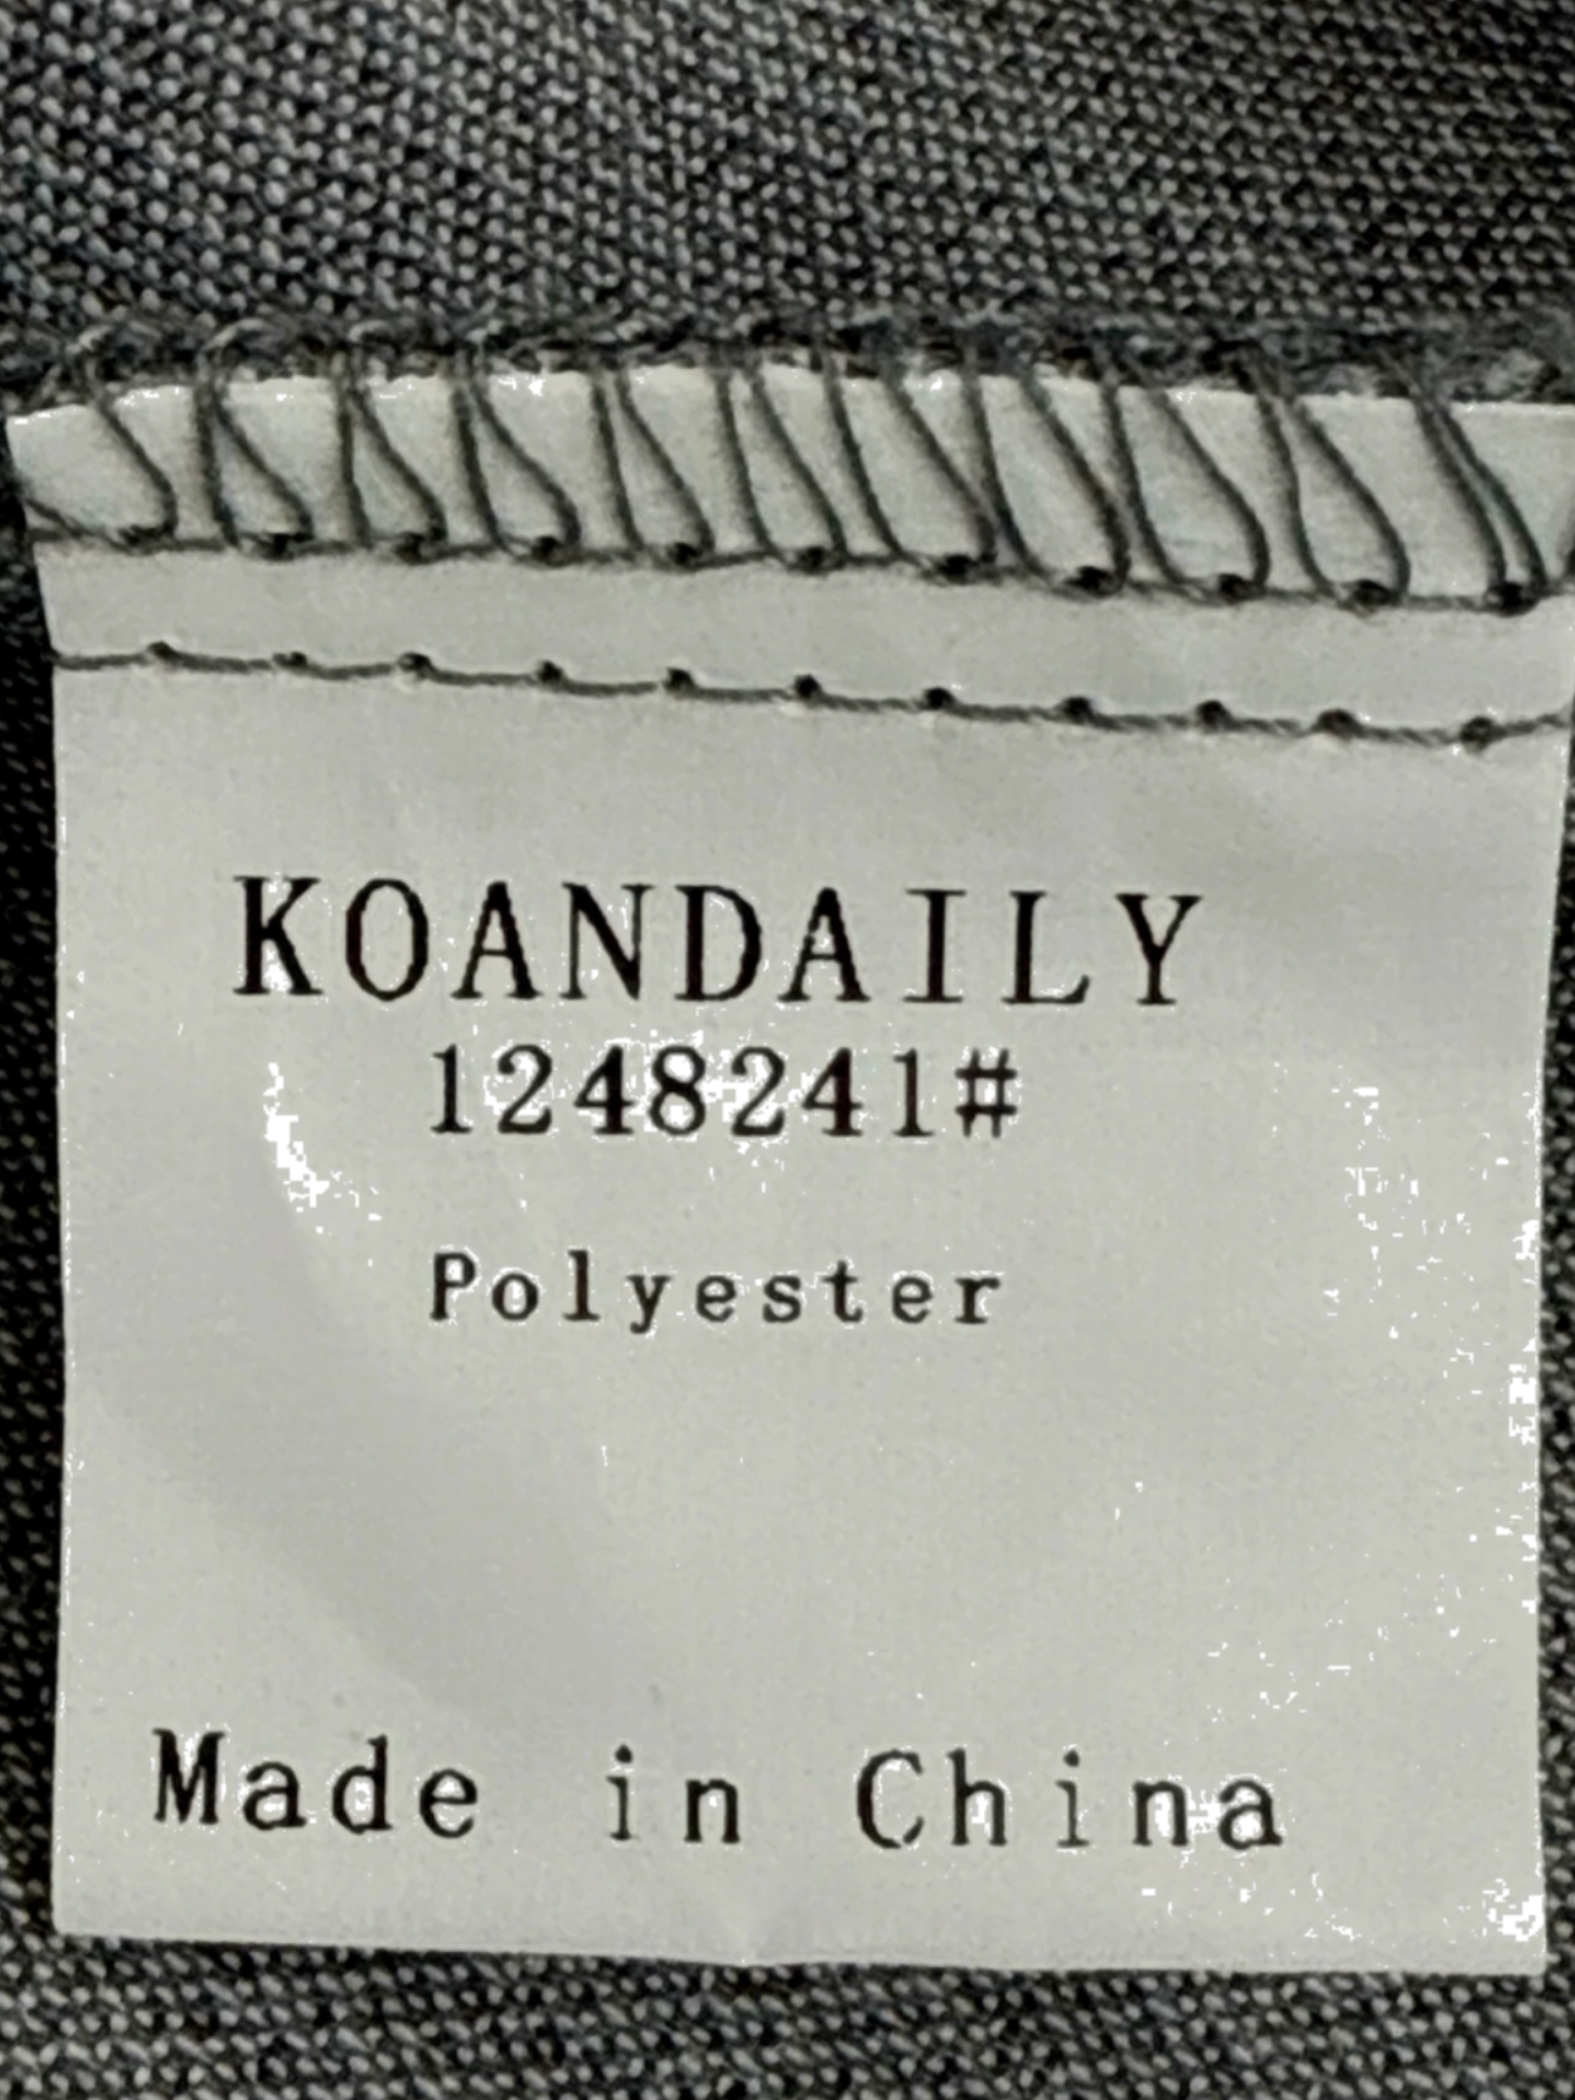 KOANDAILY
1248241#
Polyester
Made in China